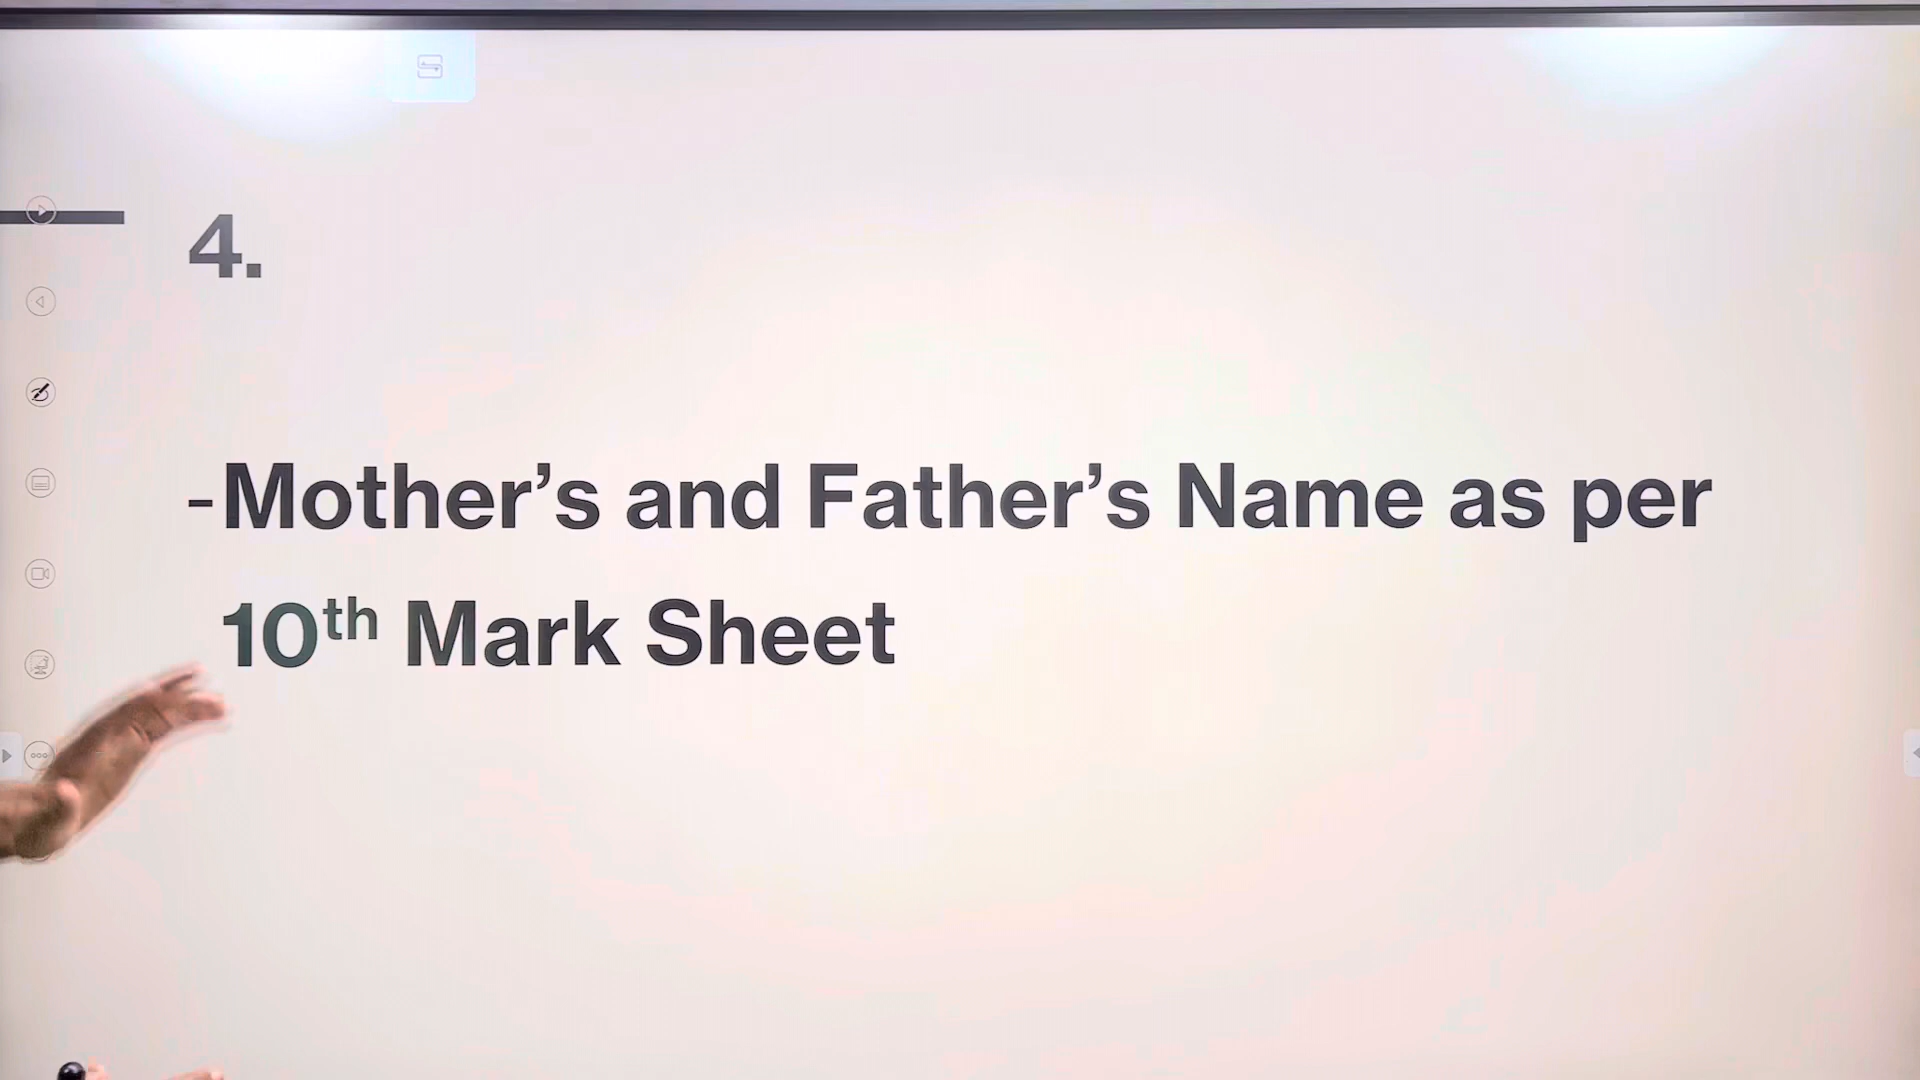 4.
-Mother’s and Father’s Name as per
10th Mark Sheet